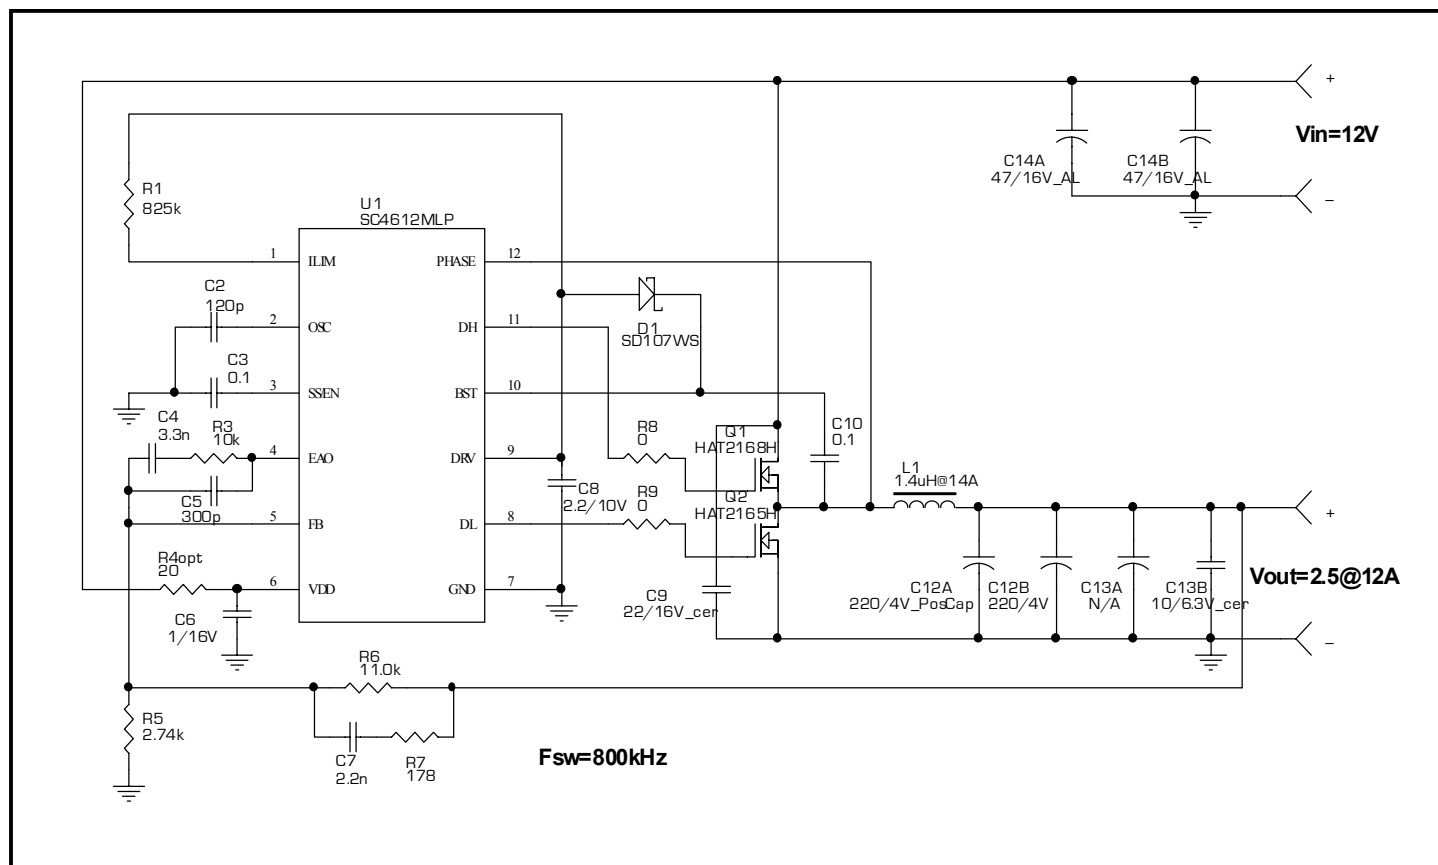 +
Vin=12V
C14A
47/16V_AL
C14B
47/16V_AL
–
R1
825k
U1
SC4612MLP
1
ILIM
PHASE
12
C2
120p
2
OSC
DH
11
D1
SD107WS
C3
0.1
3
SS/EN
BST
10
C4
3.3n
R3
10k
4
EAO
DRV
9
C5
300p
5
FB
DL
8
R4opt
20
6
VDD
GND
7
C6
1/16V
C8
2.2/10V
R8
0
R9
0
Q1
HAT2168H
Q2
HAT2165H
C10
0.1
L1
1.4uH@14A
C9
22/16V_cer
C12A
220/4V_PosCap
C12B
220/4V
C13A
N/A
C13B
10/6.3V_cer
+
Vout=2.5@12A
–
R6
11.0k
R5
2.74k
C7
2.2n
R7
178
Fsw=800kHz